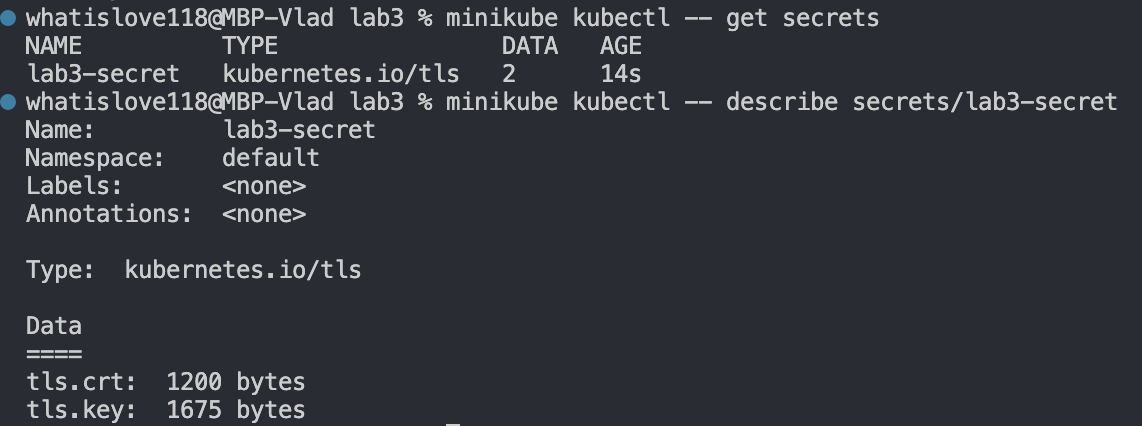 whatislove118@MBP-Vlad lab3 % minikube kubectl -- get secrets
NAME          TYPE                DATA   AGE
lab3-secret   kubernetes.io/tls   2      14s
whatislove118@MBP-Vlad lab3 % minikube kubectl -- describe secrets/lab3-secret
Name:         lab3-secret
Namespace:    default
Labels:       <none>
Annotations:  <none>
Type:  kubernetes.io/tls
Data
====
tls.crt:  1200 bytes
tls.key:  1675 bytes